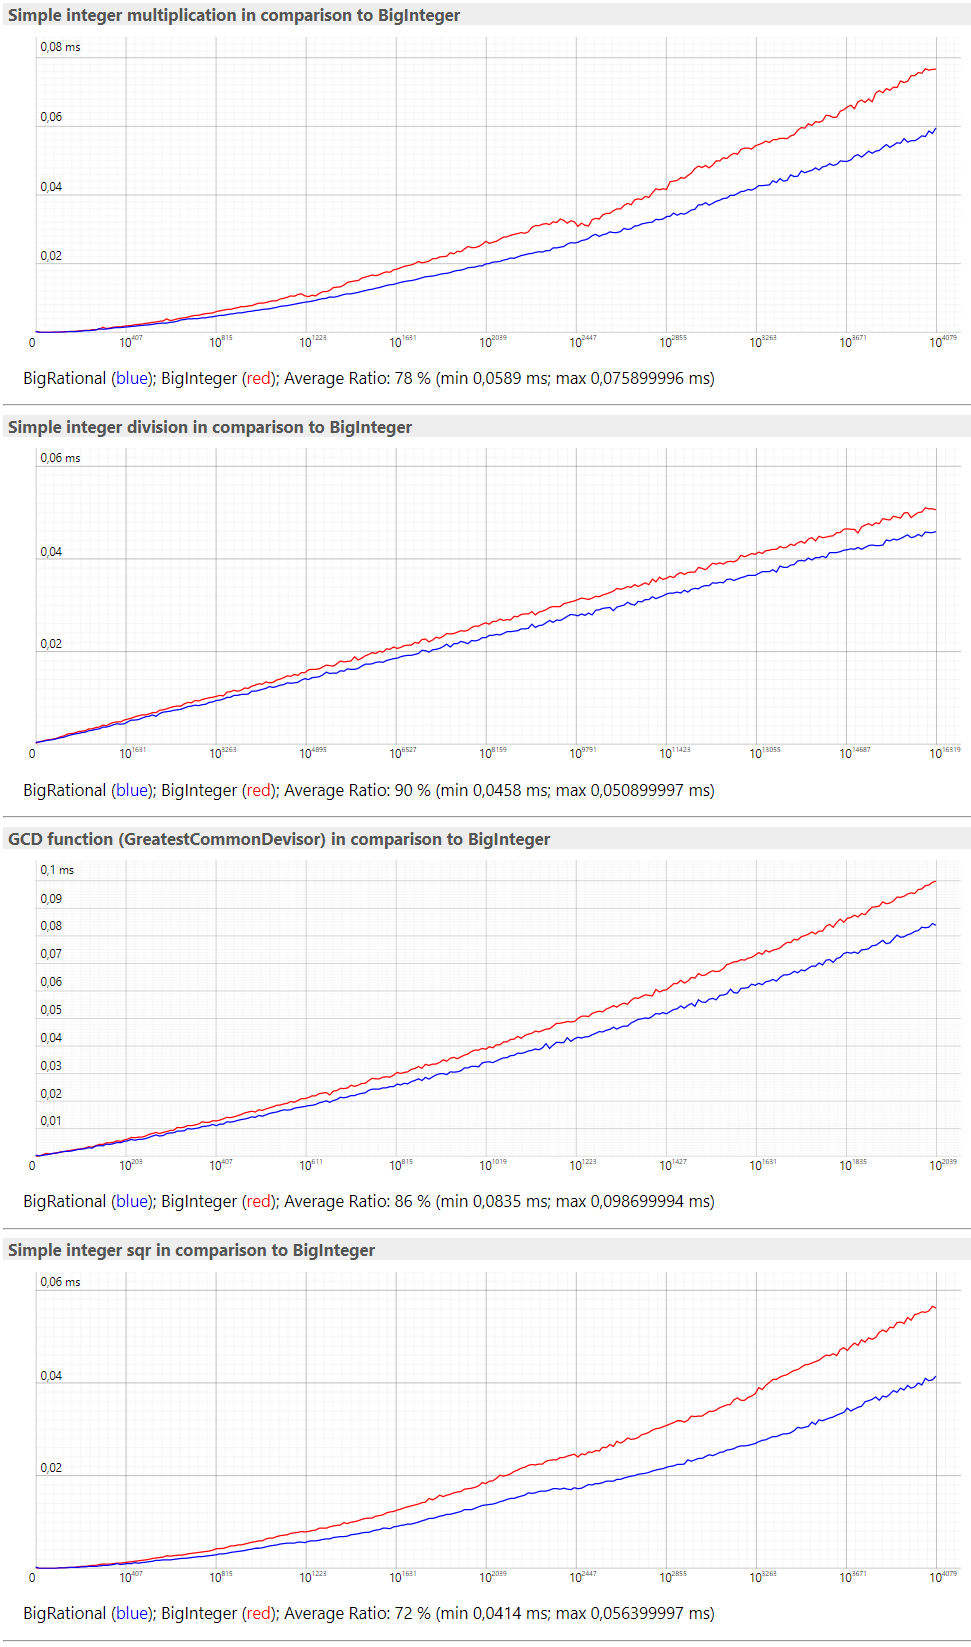 Simple integer multiplication in comparison to BigInteger
0,08 ms
0,06
0,04
0,02
0 10^407 10^815 10^1223 10^1631 10^2039 10^2447 10^2855 10^3263 10^3671 10^4079
BigRational (blue); BigInteger (red); Average Ratio: 78 % (min 0,0589 ms; max 0,075899996 ms)
Simple integer division in comparison to BigInteger
0,06 ms
0,04
0,02
0 10^1631 10^3263 10^4895 10^6527 10^8159 10^9791 10^11423 10^13055 10^14687 10^16319
BigRational (blue); BigInteger (red); Average Ratio: 90 % (min 0,0458 ms; max 0,050899997 ms)
GCD function (GreatestCommonDevisor) in comparison to BigInteger
0,1 ms
0,09
0,08
0,07
0,06
0,05
0,04
0,03
0,02
0,01
0 10^203 10^407 10^611 10^815 10^1019 10^1223 10^1427 10^1631 10^1835 10^2039
BigRational (blue); BigInteger (red); Average Ratio: 86 % (min 0,0835 ms; max 0,098699994 ms)
Simple integer sqr in comparison to BigInteger
0,06 ms
0,04
0,02
0 10^407 10^815 10^1223 10^1631 10^2039 10^2447 10^2855 10^3263 10^3671 10^4079
BigRational (blue); BigInteger (red); Average Ratio: 72 % (min 0,0414 ms; max 0,056399997 ms)